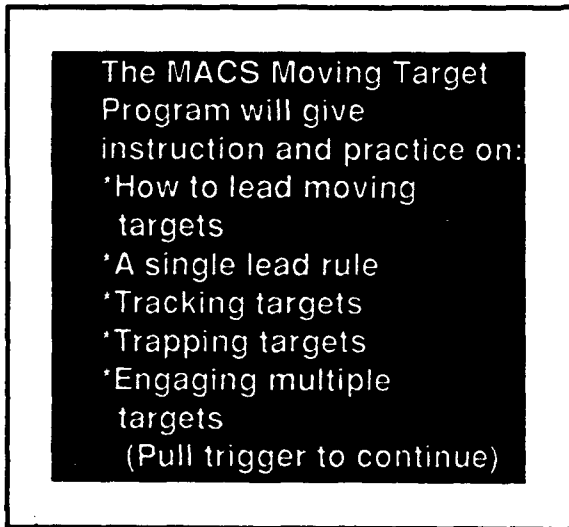 The MACS Moving Target
Program will give
instruction and practice on:
*How to lead moving
targets
*A single lead rule
*Tracking targets
*Trapping targets
*Engaging multiple
targets
(Pull trigger to continue)